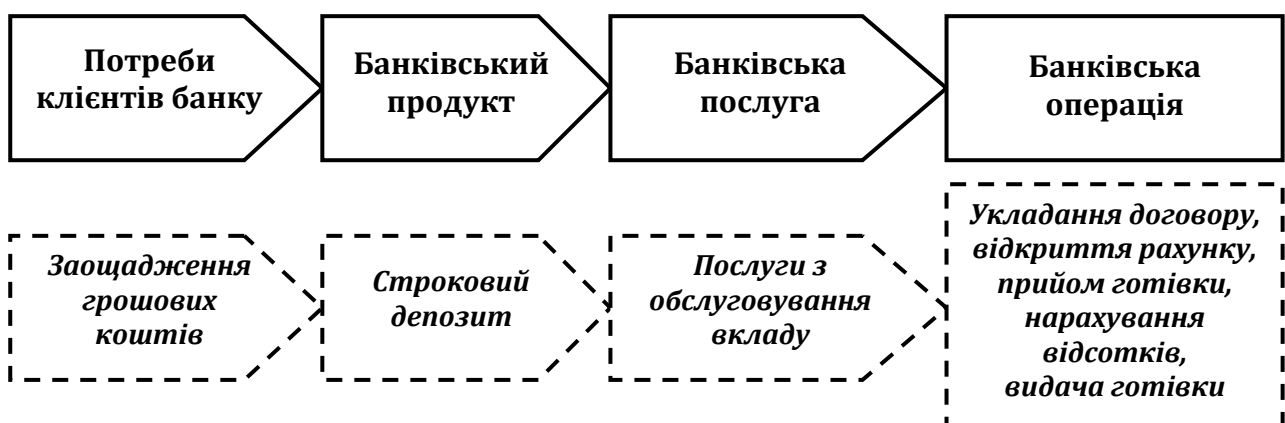 Потреби
клієнтів банку
Банківський
продукт
Банківська
послуга
Банківська
операція
Заощадження
грошових
коштів
Строковий
депозит
Послуги з
обслуговування
вкладу
Укладання договору,
відкриття рахунку,
прийом готівки,
нарахування
відсотків,
видача готівки